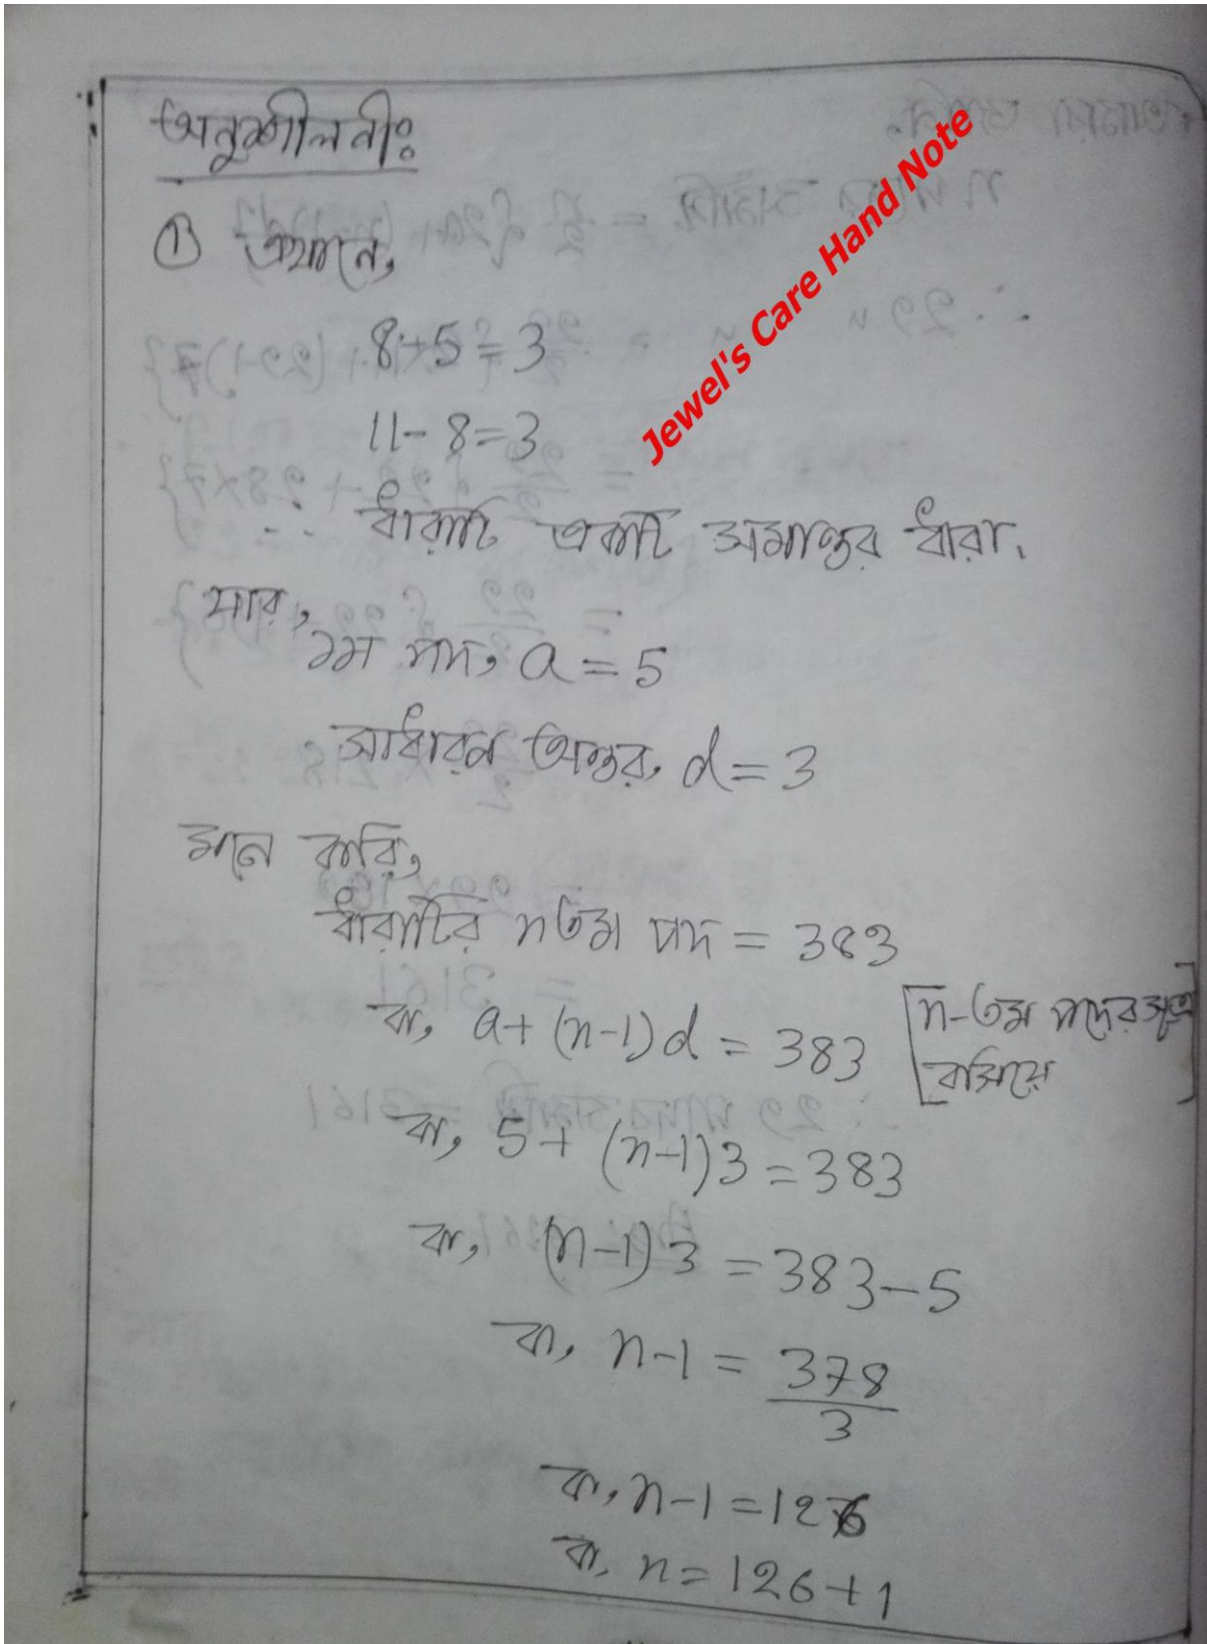 অনুশীলনীঃ
① এখানে,
8+5=3
11-8=3
∴ ধারাটি একটি সমান্তর ধারা।
যার,
১ম পদ, a=5
সাধারন অন্তর, d=3
মনে করি,
ধারাটির n তম পদ = 383
বা, a+(n-1)d = 383 [n-তম পদের সূত্র
বসিয়ে]
বা, 5+(n-1)3=383
বা, (n-1)3=383-5
বা, n-1 = 378/3
বা, n-1=126
বা, n=126+1
Jewel's Care Hand Note